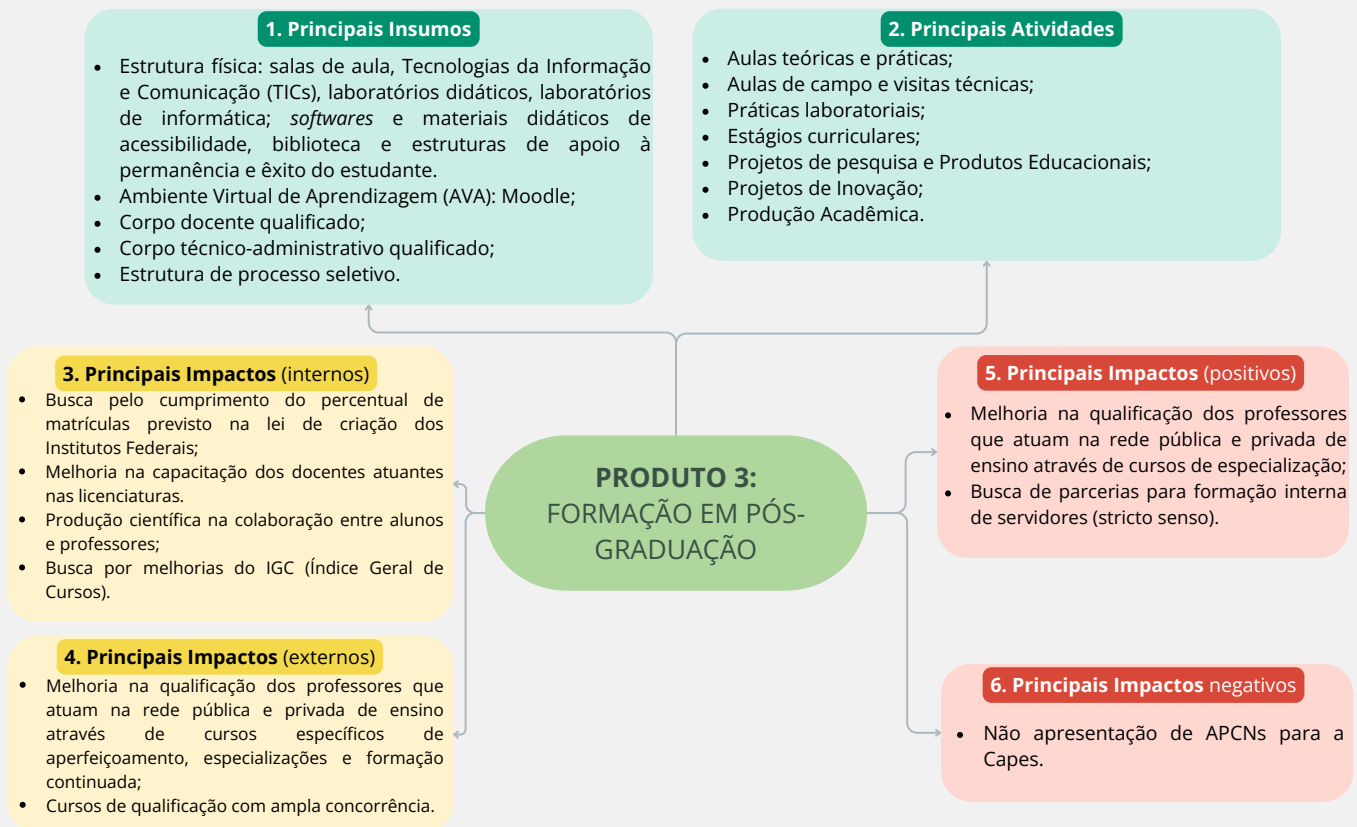 1. Principais Insumos
• Estrutura física: salas de aula, Tecnologias da Informação
e Comunicação (TICs), laboratórios didáticos, laboratórios
de informática; softwares e materiais didáticos de
acessibilidade, biblioteca e estruturas de apoio à
permanência e êxito do estudante.
• Ambiente Virtual de Aprendizagem (AVA): Moodle;
• Corpo docente qualificado;
• Corpo técnico-administrativo qualificado;
• Estrutura de processo seletivo.
2. Principais Atividades
• Aulas teóricas e práticas;
• Aulas de campo e visitas técnicas;
• Práticas laboratoriais;
• Estágios curriculares;
• Projetos de pesquisa e Produtos Educacionais;
• Projetos de Inovação;
• Produção Acadêmica.
3. Principais Impactos (internos)
• Busca pelo cumprimento do percentual de
matrículas previsto na lei de criação dos
Institutos Federais;
• Melhoria na capacitação dos docentes atuantes
nas licenciaturas.
• Produção científica na colaboração entre alunos
e professores;
• Busca por melhorias do IGC (Índice Geral de
Cursos).
4. Principais Impactos (externos)
• Melhoria na qualificação dos professores que
atuam na rede pública e privada de ensino
através de cursos específicos de
aperfeiçoamento, especializações e formação
continuada;
• Cursos de qualificação com ampla concorrência.
PRODUTO 3:
FORMAÇÃO EM PÓS-
GRADUAÇÃO
5. Principais Impactos (positivos)
• Melhoria na qualificação dos professores
que atuam na rede pública e privada de
ensino através de cursos de especialização;
• Busca de parcerias para formação interna
de servidores (stricto senso).
6. Principais Impactos negativos
• Não apresentação de APCNs para a
Capes.